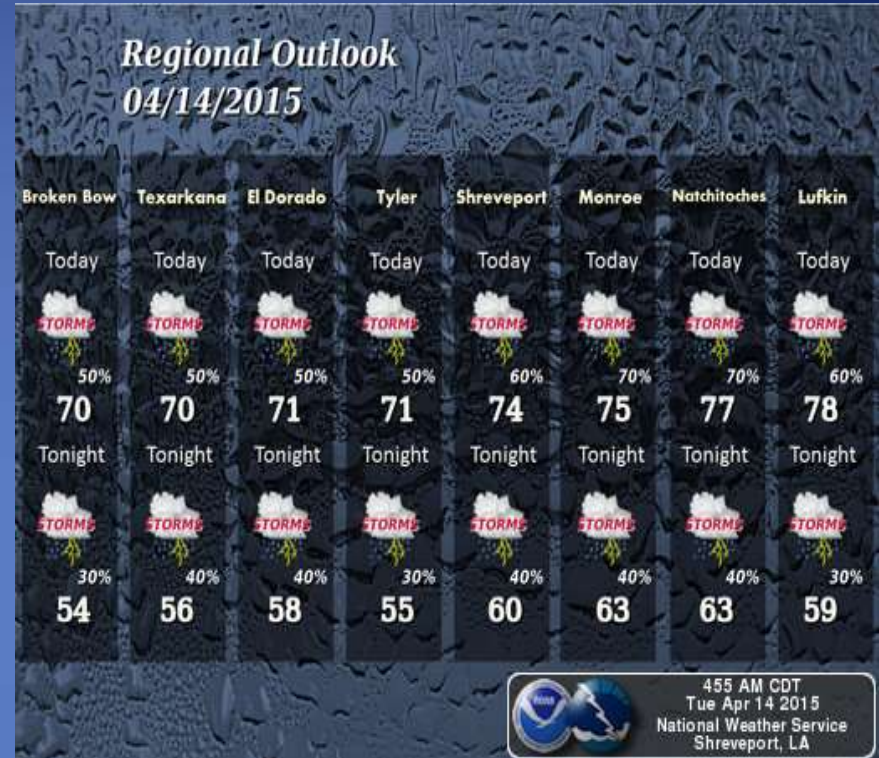 Regional Outlook
04/14/2015
Broken Bow Texarkana El Dorado Tyler Shreveport Monroe Natchitoches Lufkin
Today Today Today Today Today Today Today Today
STORMS STORMS STORMS STORMS STORMS STORMS STORMS STORMS
50% 50% 50% 50% 60% 70% 70% 60%
70 70 71 71 74 75 77 78
Tonight Tonight Tonight Tonight Tonight Tonight Tonight Tonight
STORMS STORMS STORMS STORMS STORMS STORMS STORMS STORMS
30% 40% 40% 30% 40% 40% 40% 30%
54 56 58 55 60 63 63 59
455 AM CDT
Tue Apr 14 2015
National Weather Service
Shreveport, LA